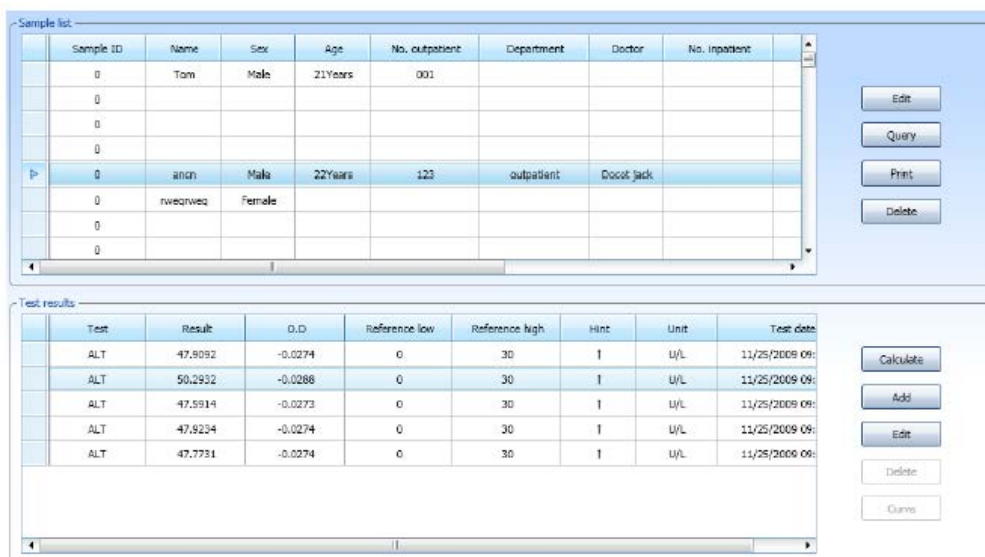 Sample list
Sample ID Name Sex Age No. outpatient Department Doctor No. inpatient
0 Tom Male 21Years 001
0
0
0
0 ancn Male 22Years 123 outpatient Docot jack
0 rweqrweq Female
0
0
Edit
Query
Print
Delete
Test results
Test Result O.D Reference low Reference high Hint Unit Test date
ALT 47.9092 -0.0274 0 30 ↑ U/L 11/25/2009 09:
ALT 50.2932 -0.0288 0 30 ↑ U/L 11/25/2009 09:
ALT 47.5914 -0.0273 0 30 ↑ U/L 11/25/2009 09:
ALT 47.9234 -0.0274 0 30 ↑ U/L 11/25/2009 09:
ALT 47.7731 -0.0274 0 30 ↑ U/L 11/25/2009 09:
Calculate
Add
Edit
Delete
Curve